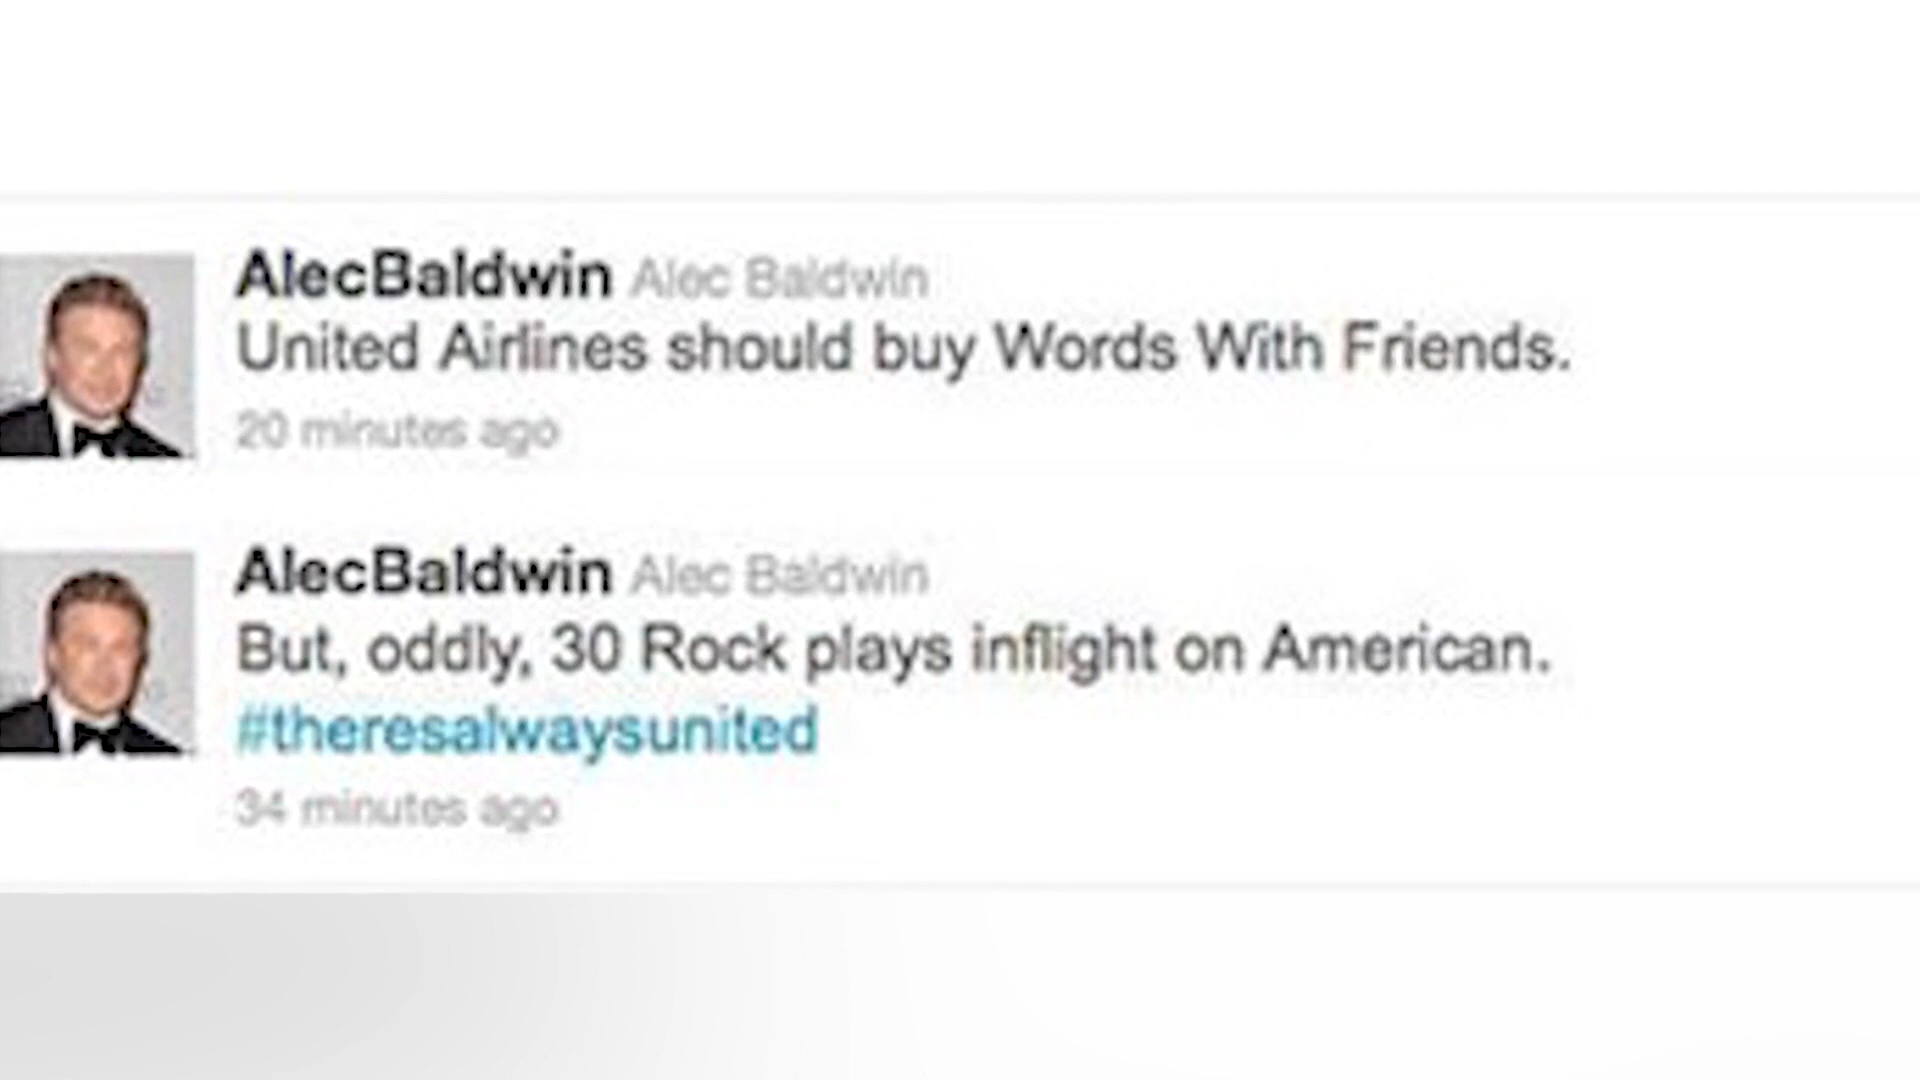 AlecBaldwin Alec Baldwin
United Airlines should buy Words With Friends.
20 minutes ago
AlecBaldwin Alec Baldwin
But, oddly, 30 Rock plays inflight on American.
#theresalwaysunited
34 minutes ago